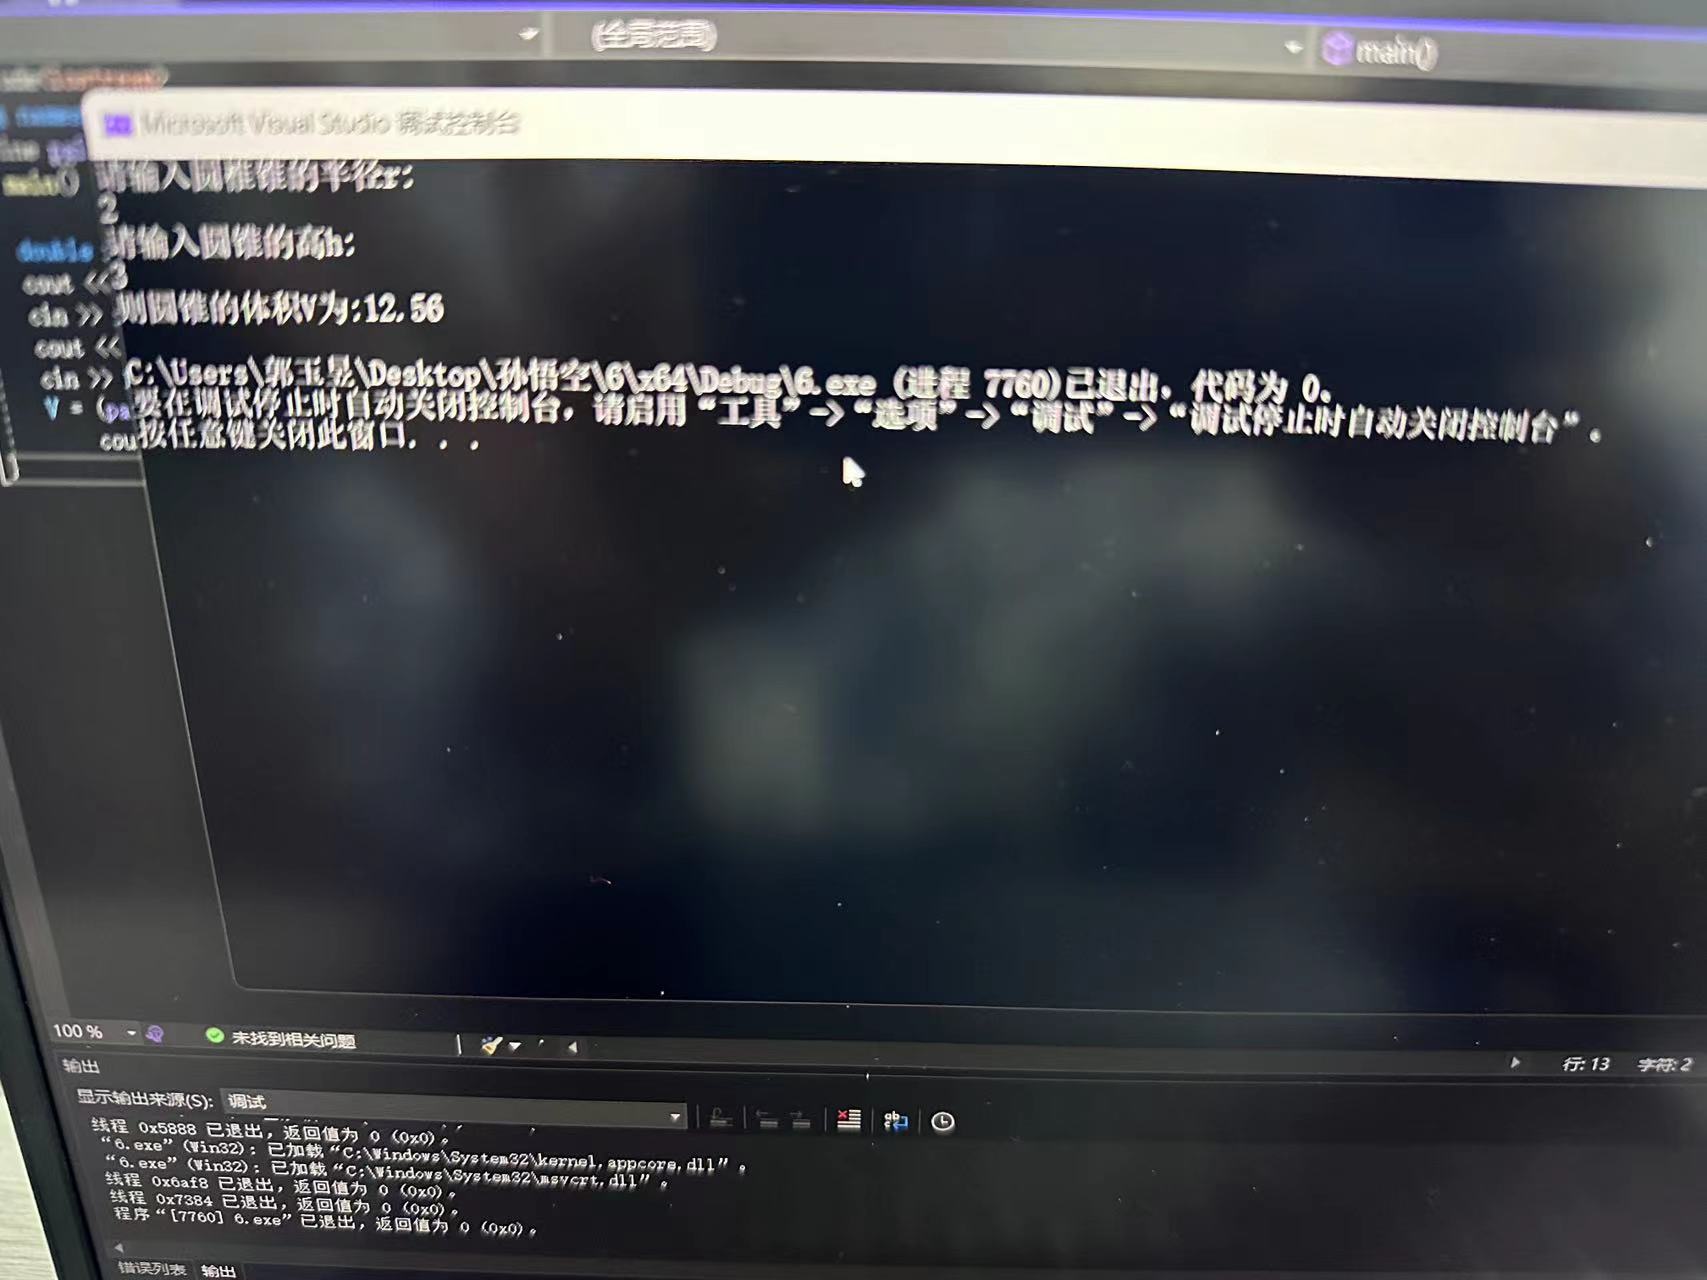 (全局范围)
main()
Microsoft Visual Studio 调试控制台
main()
请输入圆锥锥的半径r:
2
double
请输入圆锥的高h:
cout <<
3
cin >>
则圆锥的体积V为:12.56
cout <<
cin >>
C:\Users\郭玉昱\Desktop\孙悟空\6\x64\Debug\6.exe (进程 7760)已退出，代码为 0。
V = (pa
要在调试停止时自动关闭控制台，请启用“工具”->“选项”->“调试”->“调试停止时自动关闭控制台”。
cou
按任意键关闭此窗口. . .
100 %
未找到相关问题
行: 13
字符: 2
输出
显示输出来源(S):
调试
线程 0x5888 已退出，返回值为 0 (0x0)。
“6.exe”(Win32): 已加载“C:\Windows\System32\kernel.appcore.dll”。
“6.exe”(Win32): 已加载“C:\Windows\System32\msvcrt.dll”。
线程 0x6af8 已退出，返回值为 0 (0x0)。
线程 0x7384 已退出，返回值为 0 (0x0)。
程序“[7760] 6.exe”已退出，返回值为 0 (0x0)。
错误列表
输出